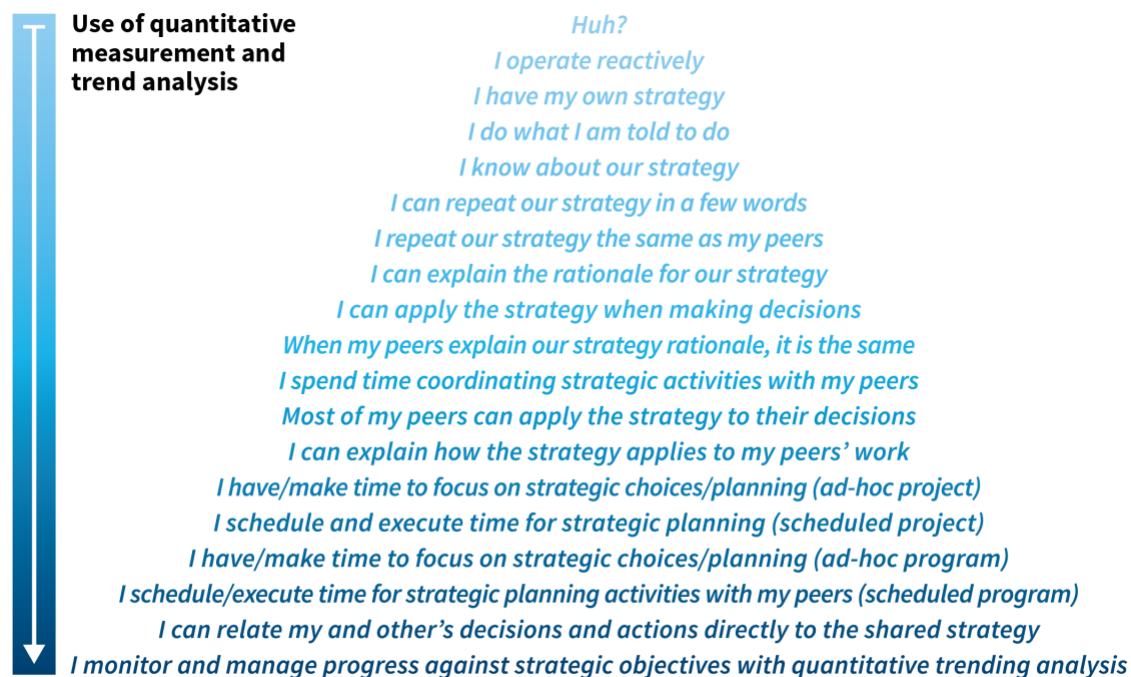 Use of quantitative
measurement and
trend analysis
Huh?
I operate reactively
I have my own strategy
I do what I am told to do
I know about our strategy
I can repeat our strategy in a few words
I repeat our strategy the same as my peers
I can explain the rationale for our strategy
I can apply the strategy when making decisions
When my peers explain our strategy rationale, it is the same
I spend time coordinating strategic activities with my peers
Most of my peers can apply the strategy to their decisions
I can explain how the strategy applies to my peers’ work
I have/make time to focus on strategic choices/planning (ad-hoc project)
I schedule and execute time for strategic planning (scheduled project)
I have/make time to focus on strategic choices/planning (ad-hoc program)
I schedule/execute time for strategic planning activities with my peers (scheduled program)
I can relate my and other’s decisions and actions directly to the shared strategy
I monitor and manage progress against strategic objectives with quantitative trending analysis